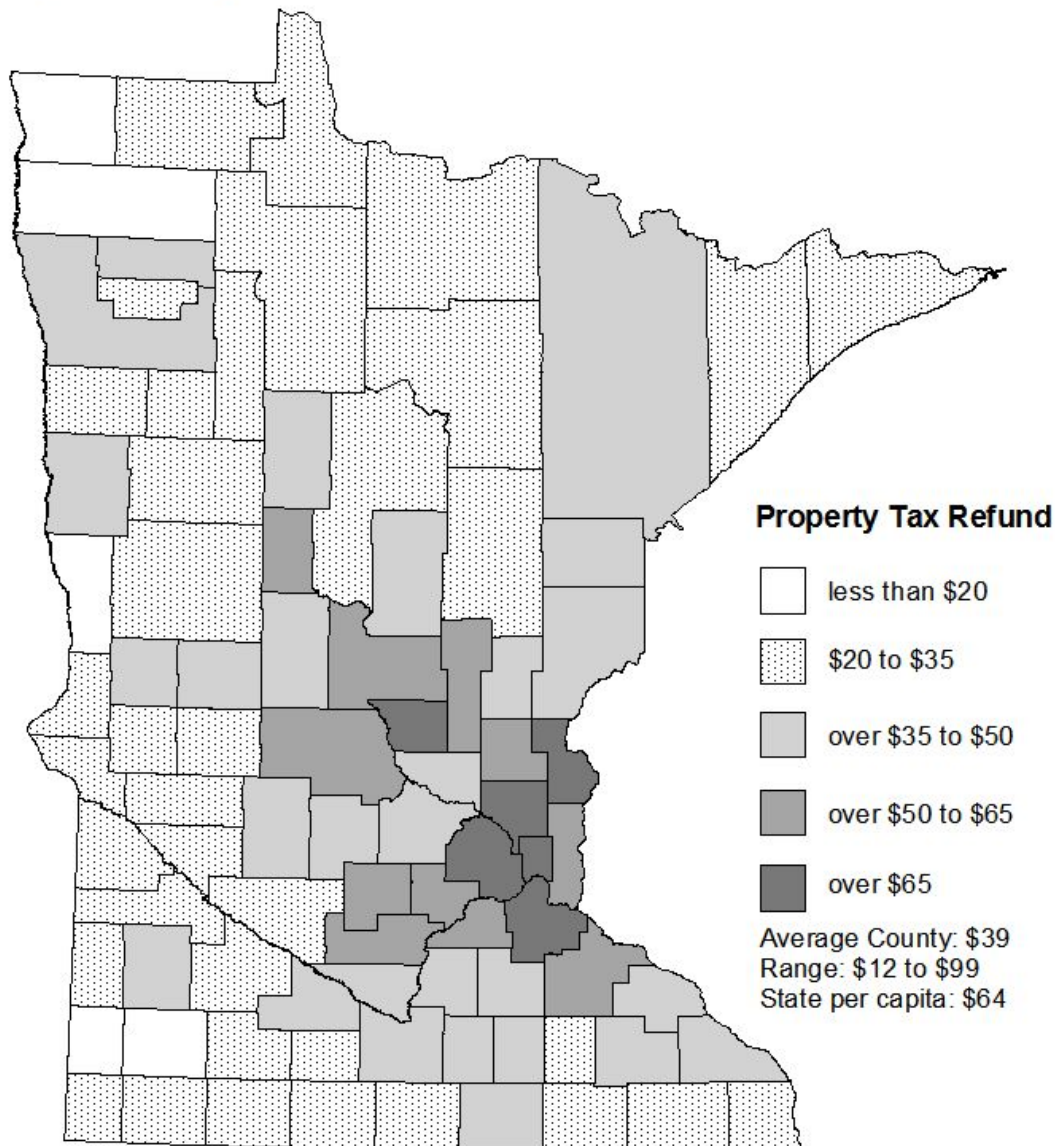 Property Tax Refund
less than $20
$20 to $35
over $35 to $50
over $50 to $65
over $65
Average County: $39
Range: $12 to $99
State per capita: $64